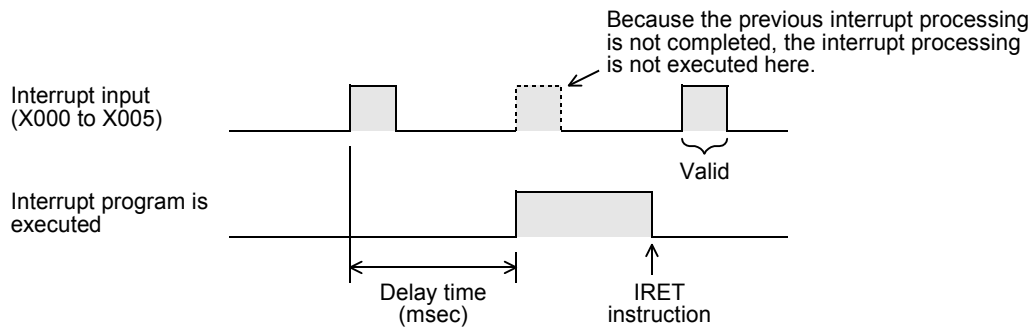 Because the previous interrupt processing
is not completed, the interrupt processing
is not executed here.
Interrupt input
(X000 to X005)
Valid
Interrupt program is
executed
Delay time
(msec)
IRET
instruction